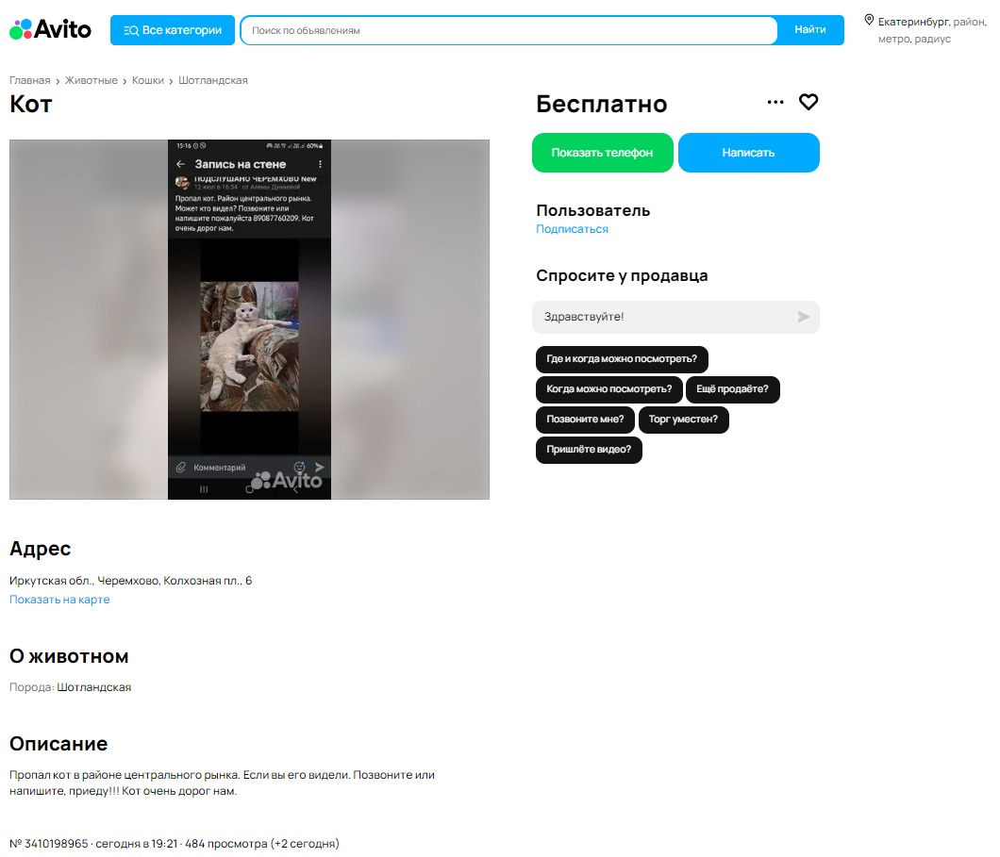 Avito
Все категории
Поиск по объявлениям
Найти
Екатеринбург, район,
метро, радиус
Главная › Животные › Кошки › Шотландская
Кот
Бесплатно
Показать телефон
Написать
15:16
60%
Запись на стене
ПОДСЛУШАНО ЧЕРЕМХОВО New
12 июл в 16:54 · от Алены Дунаевой
Пропал кот. Район центрального рынка.
Может кто видел? Позвоните или
напишите пожалуйста 89087760209. Кот
очень дорог нам.
Комментарий
Avito
Пользователь
Подписаться
Спросите у продавца
Здравствуйте!
Где и когда можно посмотреть?
Когда можно посмотреть?
Ещё продаёте?
Позвоните мне?
Торг уместен?
Пришлёте видео?
Адрес
Иркутская обл., Черемхово, Колхозная пл., 6
Показать на карте
О животном
Порода: Шотландская
Описание
Пропал кот в районе центрального рынка. Если вы его видели. Позвоните или
напишите, приеду!!! Кот очень дорог нам.
№ 3410198965 · сегодня в 19:21 · 484 просмотра (+2 сегодня)